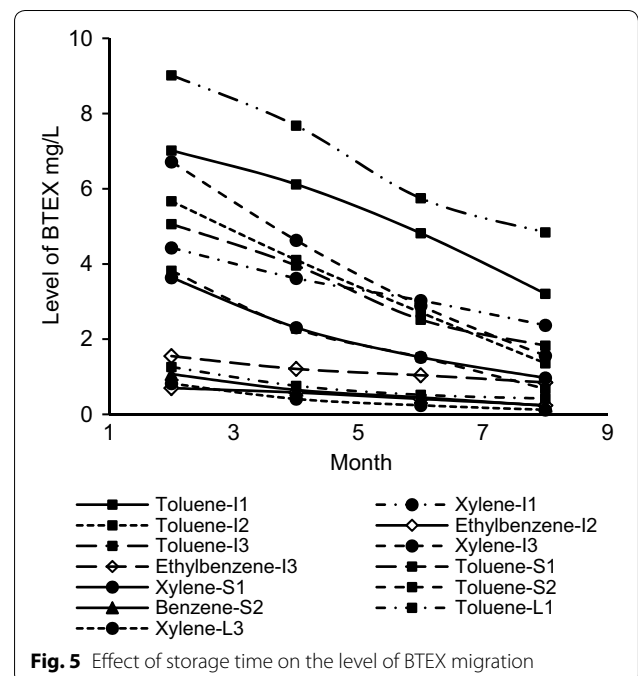 10
8
6
4
2
0
Level of BTEX mg/L
1 3 5 7 9
Month
Toluene-I1 Xylene-I1
Toluene-I2 Ethylbenzene-I2
Toluene-I3 Xylene-I3
Ethylbenzene-I3 Toluene-S1
Xylene-S1 Toluene-S2
Benzene-S2 Toluene-L1
Xylene-L3
Fig. 5 Effect of storage time on the level of BTEX migration